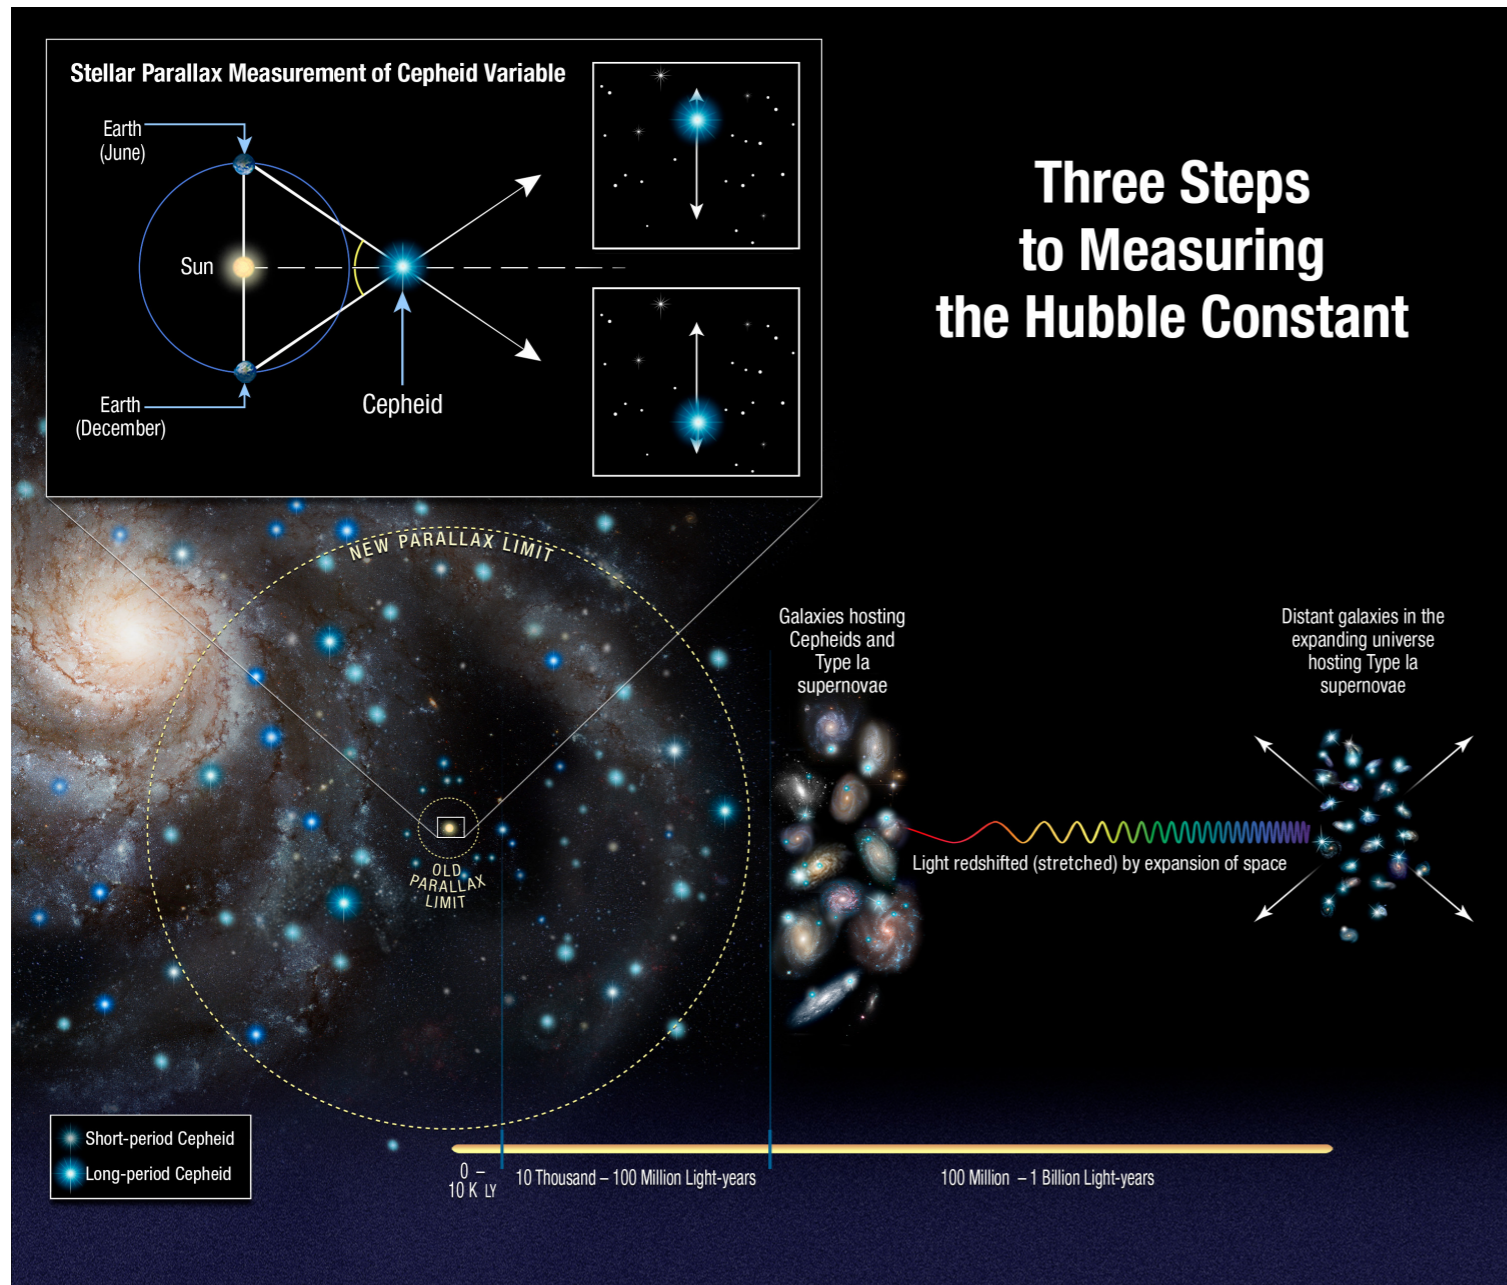 Stellar Parallax Measurement of Cepheid Variable
Earth
(June)
Sun
Earth
(December)
Cepheid
Three Steps
to Measuring
the Hubble Constant
NEW PARALLAX LIMIT
OLD
PARALLAX
LIMIT
Galaxies hosting
Cepheids and
Type Ia
supernovae
Distant galaxies in the
expanding universe
hosting Type Ia
supernovae
Light redshifted (stretched) by expansion of space
Short-period Cepheid
Long-period Cepheid
0 –
10 K LY
10 Thousand – 100 Million Light-years
100 Million – 1 Billion Light-years